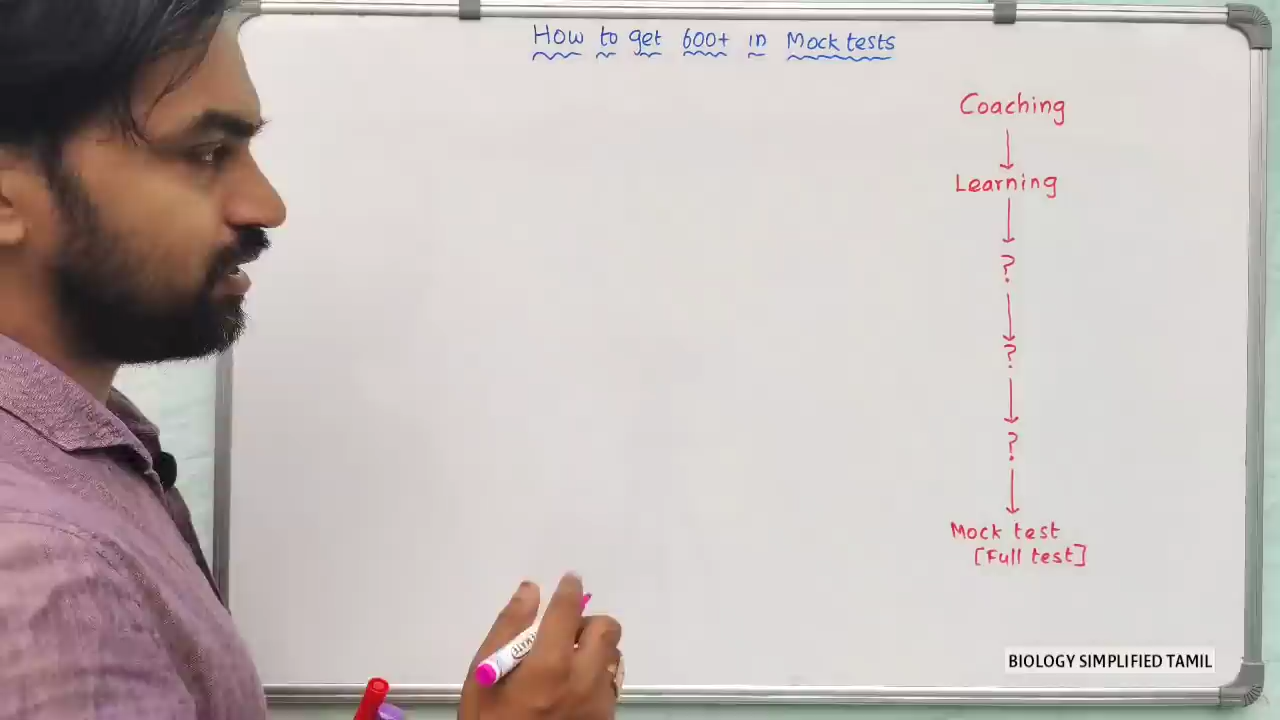 How to get 600+ in Mock tests
Coaching
Learning
?
?
?
Mock test
[Full test]
BIOLOGY SIMPLIFIED TAMIL